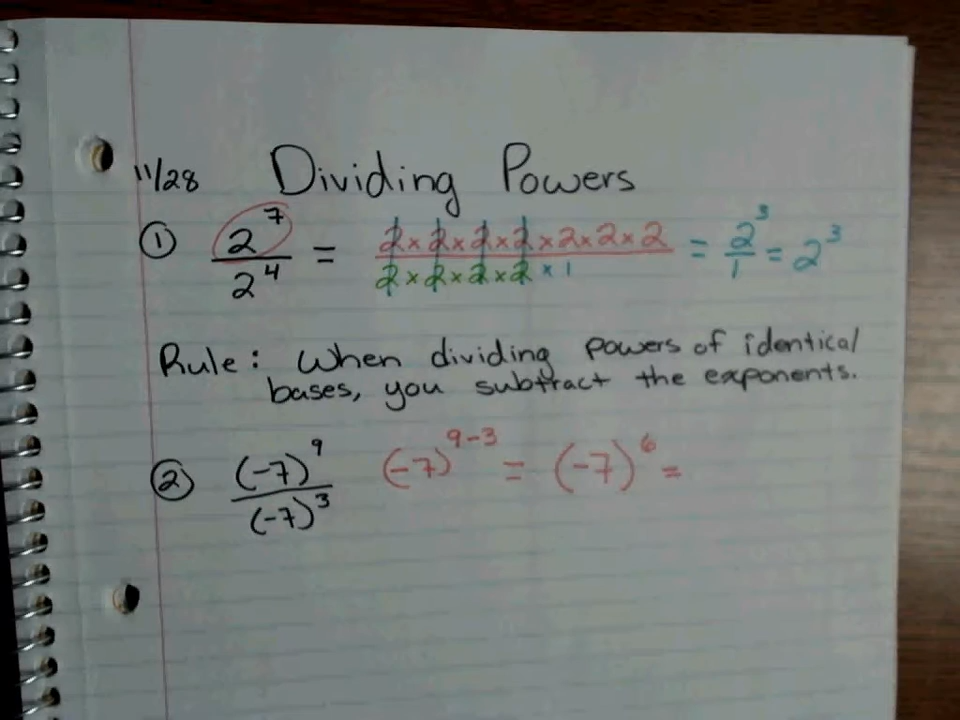 11/28 Dividing Powers
① 2^7/2^4 = 2×2×2×2×2×2×2/2×2×2×2×1 = 2^3/1 = 2^3
Rule: When dividing powers of identical
bases, you subtract the exponents.
② (-7)^9/(-7)^3 (-7)^9-3 = (-7)^6 =